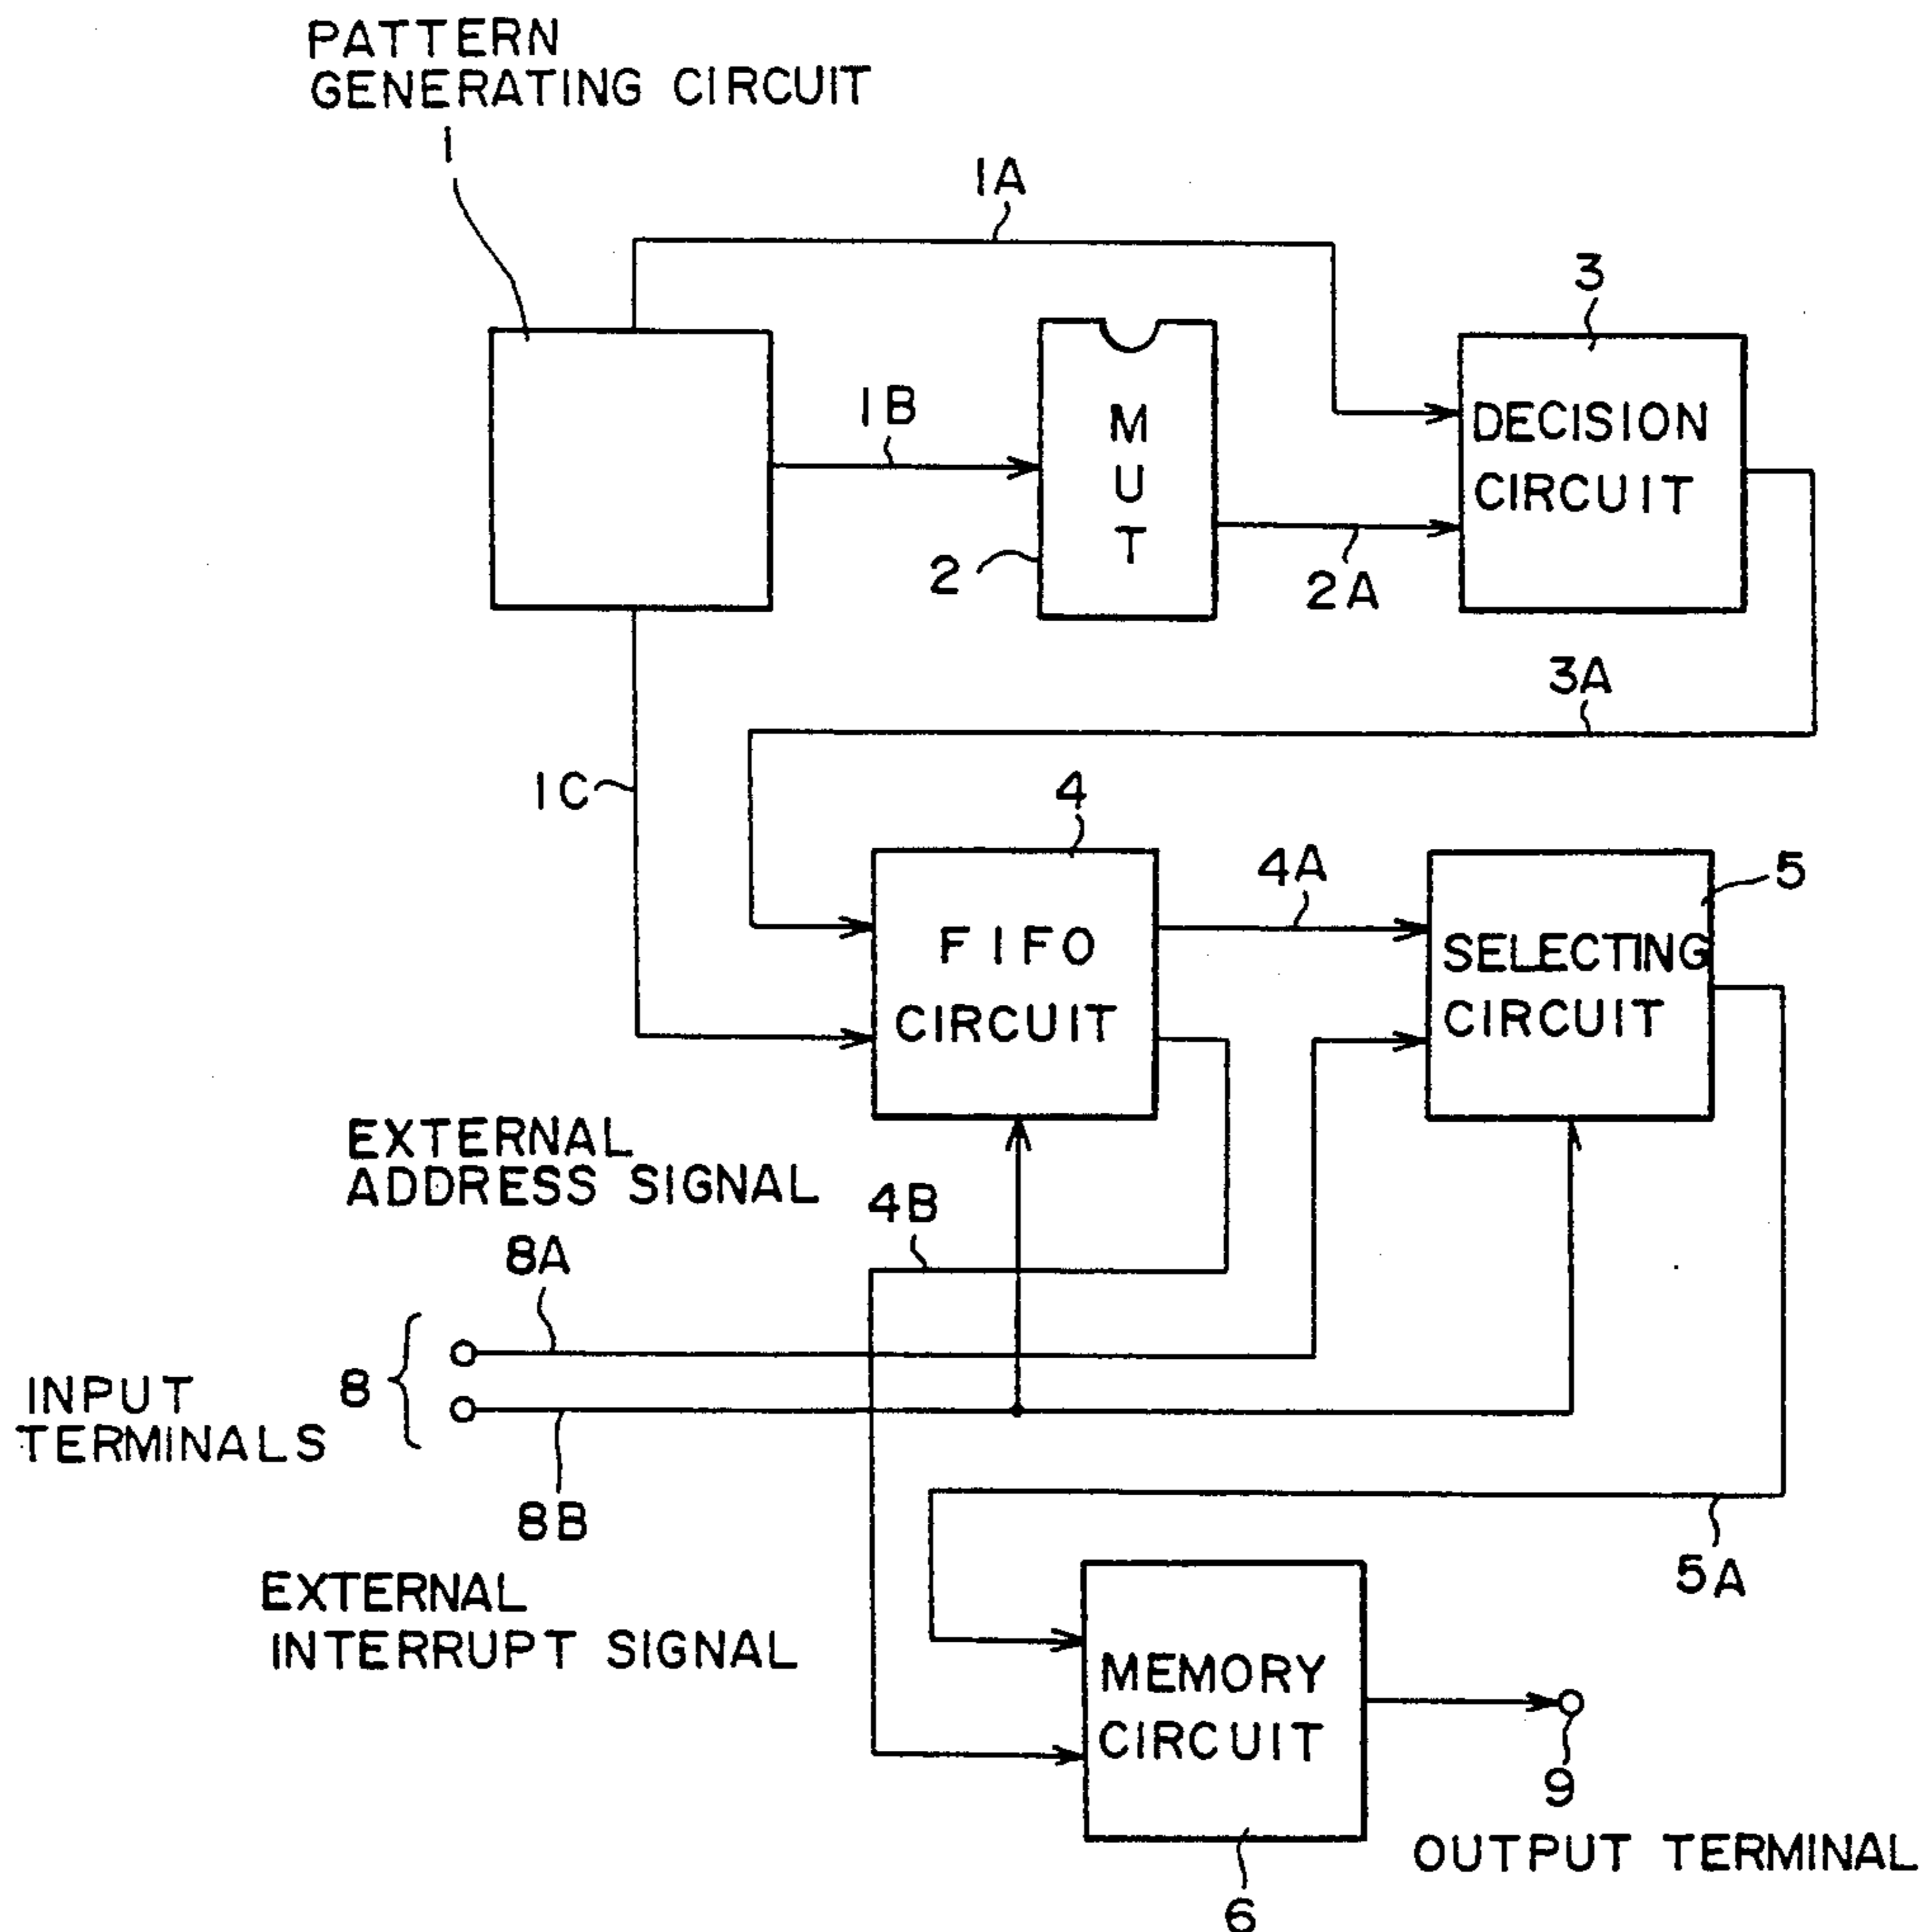 PATTERN
GENERATING CIRCUIT
1
1A
3
1B
MUT
DECISION
CIRCUIT
2
2A
3A
1C
4
4A
5
FIFO
CIRCUIT
SELECTING
CIRCUIT
EXTERNAL
ADDRESS SIGNAL
4B
8A
8
INPUT
TERMINALS
8B
5A
EXTERNAL
INTERRUPT SIGNAL
MEMORY
CIRCUIT
9
OUTPUT TERMINAL
6